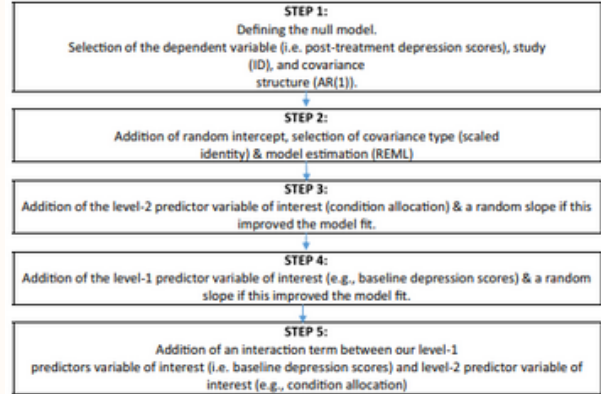 STEP 1:
Defining the null model.
Selection of the dependent variable (i.e. post-treatment depression scores), study
(ID), and covariance
structure (AR(1)).
STEP 2:
Addition of random intercept, selection of covariance type (scaled
identity) & model estimation (REML)
STEP 3:
Addition of the level-2 predictor variable of interest (condition allocation) & a random slope if this
improved the model fit.
STEP 4:
Addition of the level-1 predictor variable of interest (e.g., baseline depression scores) & a random
slope if this improved the model fit.
STEP 5:
Addition of an interaction term between our level-1
predictors variable of interest (i.e. baseline depression scores) and level-2 predictor variable of
interest (e.g., condition allocation)